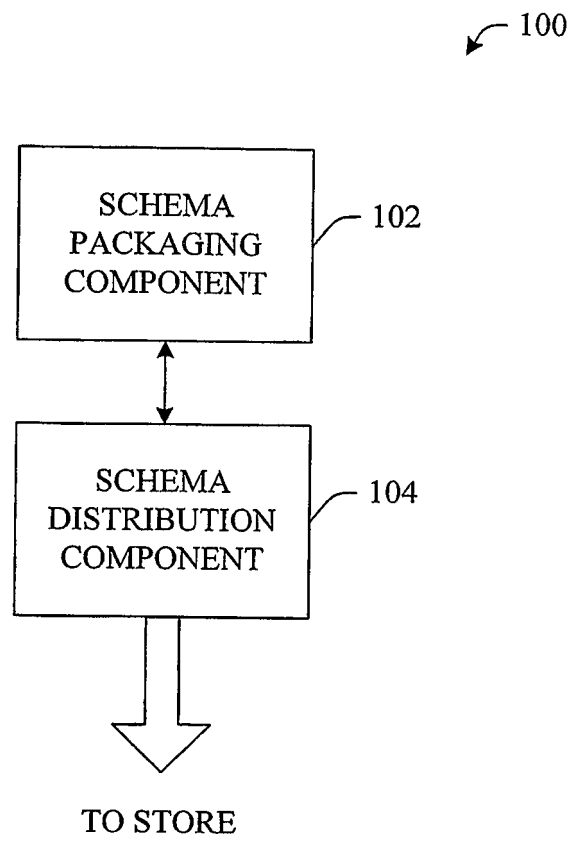 100
SCHEMA
PACKAGING
COMPONENT
102
SCHEMA
DISTRIBUTION
COMPONENT
104
TO STORE